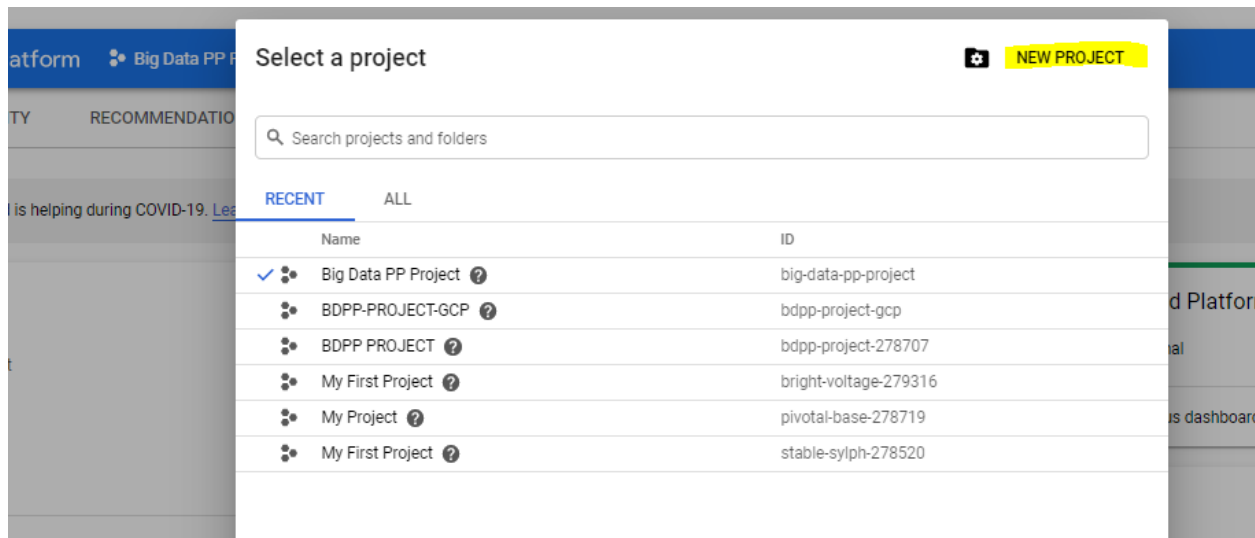 atform Big Data PP P
Select a project
NEW PROJECT
TY RECOMMENDATIO
Search projects and folders
RECENT ALL
is helping during COVID-19. Lea
Name ID
Big Data PP Project big-data-pp-project
BDPP-PROJECT-GCP bdpp-project-gcp
d Platfor
BDPP PROJECT bdpp-project-278707
nal
My First Project bright-voltage-279316
My Project pivotal-base-278719
us dashboard
My First Project stable-sylph-278520